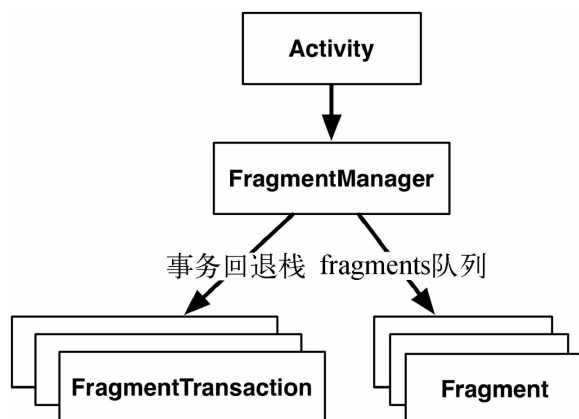 Activity
FragmentManager
事务回退栈 fragments队列
FragmentTransaction
Fragment